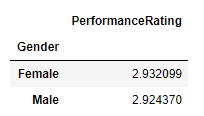 PerformanceRating
Gender
Female 2.932099
Male 2.924370